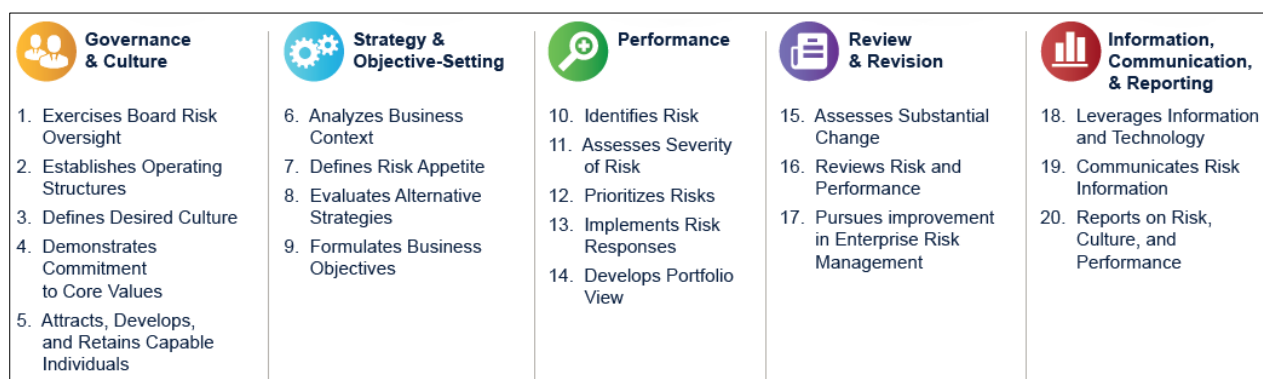 Governance
& Culture
1. Exercises Board Risk
Oversight
2. Establishes Operating
Structures
3. Defines Desired Culture
4. Demonstrates
Commitment
to Core Values
5. Attracts, Develops,
and Retains Capable
Individuals
Strategy &
Objective-Setting
6. Analyzes Business
Context
7. Defines Risk Appetite
8. Evaluates Alternative
Strategies
9. Formulates Business
Objectives
Performance
10. Identifies Risk
11. Assesses Severity
of Risk
12. Prioritizes Risks
13. Implements Risk
Responses
14. Develops Portfolio
View
Review
& Revision
15. Assesses Substantial
Change
16. Reviews Risk and
Performance
17. Pursues improvement
in Enterprise Risk
Management
Information,
Communication,
& Reporting
18. Leverages Information
and Technology
19. Communicates Risk
Information
20. Reports on Risk,
Culture, and
Performance